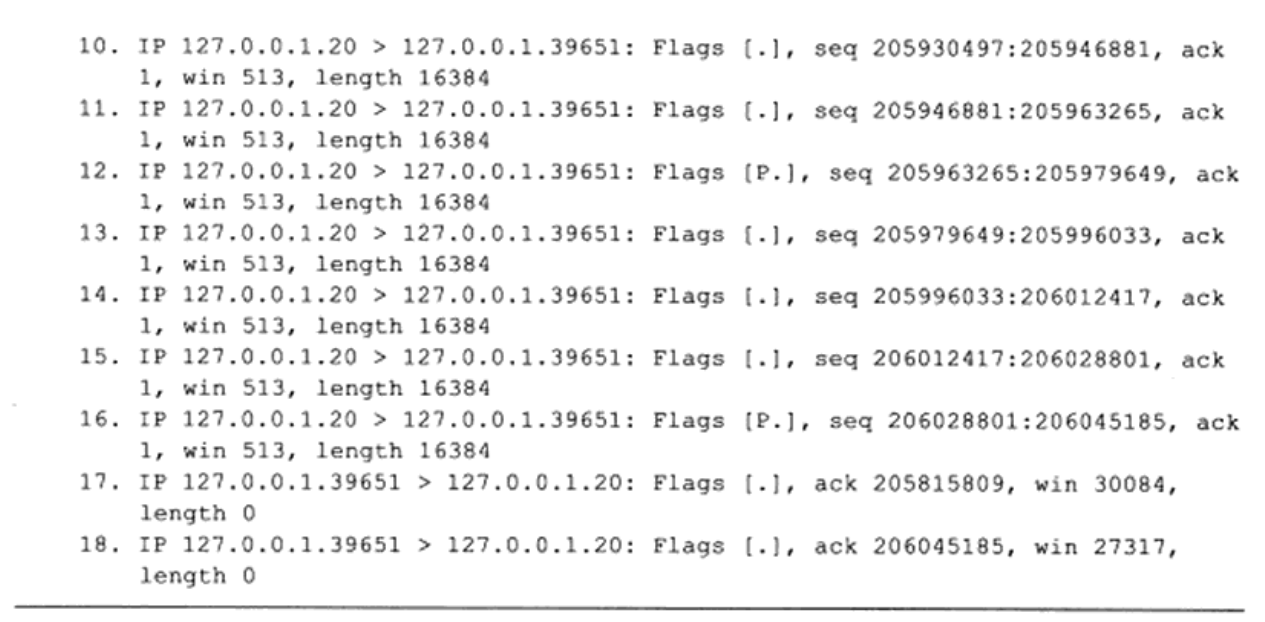 10. IP 127.0.0.1.20 > 127.0.0.1.39651: Flags [.], seq 205930497:205946881, ack
1, win 513, length 16384
11. IP 127.0.0.1.20 > 127.0.0.1.39651: Flags [.], seq 205946881:205963265, ack
1, win 513, length 16384
12. IP 127.0.0.1.20 > 127.0.0.1.39651: Flags [P.], seq 205963265:205979649, ack
1, win 513, length 16384
13. IP 127.0.0.1.20 > 127.0.0.1.39651: Flags [.], seq 205979649:205996033, ack
1, win 513, length 16384
14. IP 127.0.0.1.20 > 127.0.0.1.39651: Flags [.], seq 205996033:206012417, ack
1, win 513, length 16384
15. IP 127.0.0.1.20 > 127.0.0.1.39651: Flags [.], seq 206012417:206028801, ack
1, win 513, length 16384
16. IP 127.0.0.1.20 > 127.0.0.1.39651: Flags [P.], seq 206028801:206045185, ack
1, win 513, length 16384
17. IP 127.0.0.1.39651 > 127.0.0.1.20: Flags [.], ack 205815809, win 30084,
length 0
18. IP 127.0.0.1.39651 > 127.0.0.1.20: Flags [.], ack 206045185, win 27317,
length 0